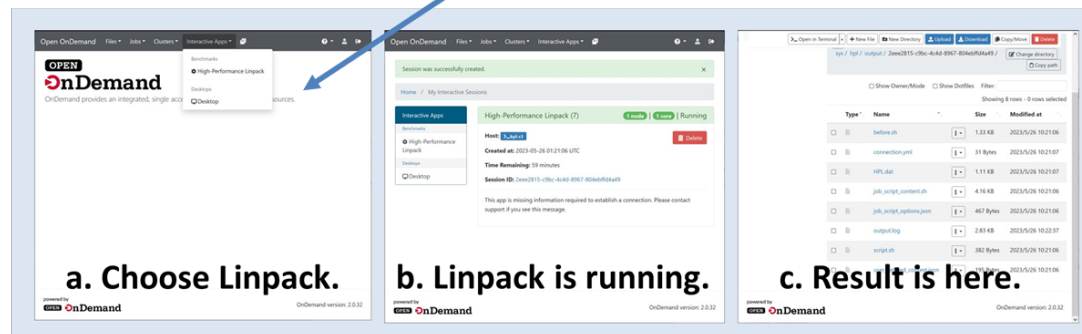 Open OnDemand Files Jobs Clusters Interactive Apps
Benchmarks
High-Performance Linpack
Desktops
Desktop
OPEN
OnDemand
OnDemand provides an integrated, single acc
sources.
a. Choose Linpack.
powered by
OPEN OnDemand
OnDemand version: 2.0.32
Open OnDemand Files Jobs Clusters Interactive Apps
Session was successfully created.
Home / My Interactive Sessions
Interactive Apps
Benchmarks
High-Performance
Linpack
Desktops
Desktop
High-Performance Linpack (7)
1 node | 1 core | Running
Host:
Delete
Created at: 2023-05-26 01:21:06 UTC
Time Remaining: 59 minutes
Session ID: 2eee2815-c9bc-4c4d-8967-804ebffd4a49
This app is missing information required to establish a connection. Please contact
support if you see this message.
b. Linpack is running.
powered by
OPEN OnDemand
OnDemand version: 2.0.32
Open in Terminal + New File New Directory Upload Download Copy/Move Delete
sys / hpl / output / 2eee2815-c9bc-4c4d-8967-804ebffd4a49 /
Change directory
Copy path
Show Owner/Mode Show Dotfiles Filter:
Showing 8 rows - 0 rows selected
Type Name Size Modified at
before.sh 1.33 KB 2023/5/26 10:21:06
connection.yml 31 Bytes 2023/5/26 10:21:07
HPL.dat 1.11 KB 2023/5/26 10:21:07
job_script_content.sh 4.16 KB 2023/5/26 10:21:06
job_script_options.json 467 Bytes 2023/5/26 10:21:06
output.log 2.83 KB 2023/5/26 10:22:37
script.sh 382 Bytes 2023/5/26 10:21:06
195 Bytes 2023/5/26 10:21:06
c. Result is here.
powered by
OPEN OnDemand
OnDemand version: 2.0.32